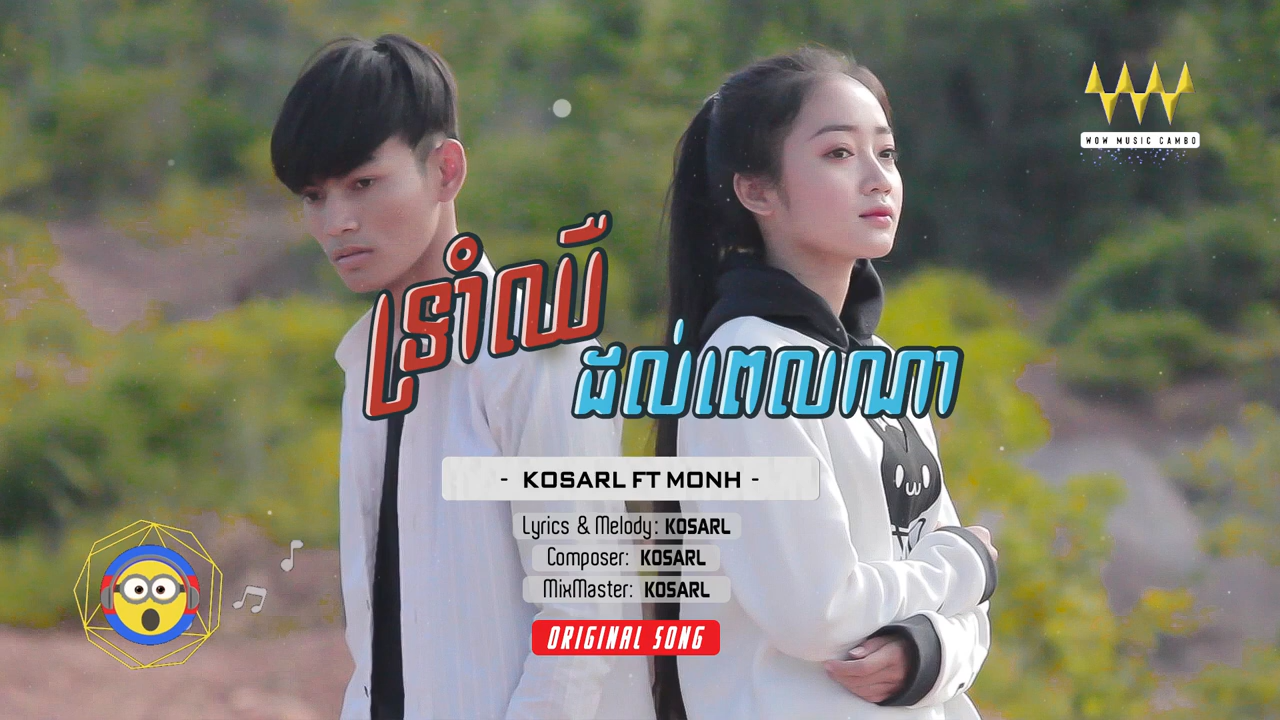 WOW MUSIC CAMBO
ទ្រាំឈឺ
ដល់ពេលណា
- KOSARL FT MONH -
Lyrics & Melody: KOSARL
Composer: KOSARL
MixMaster: KOSARL
ORIGINAL SONG